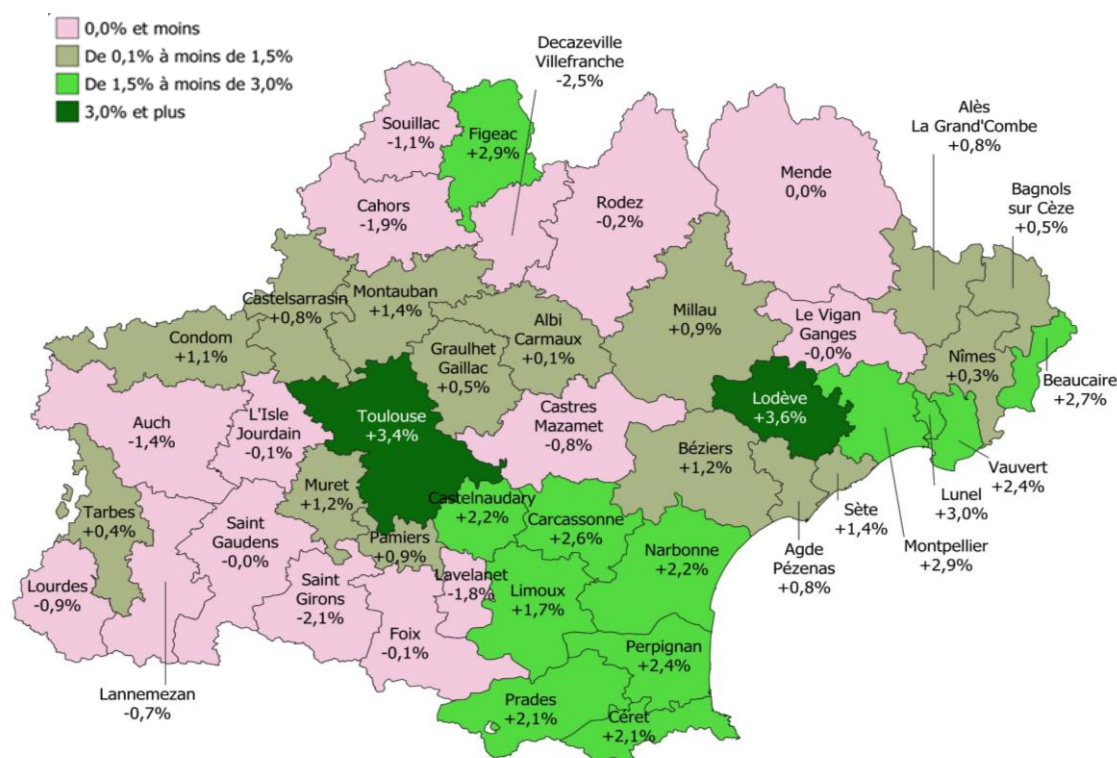 0,0% et moins
De 0,1% à moins de 1,5%
De 1,5% à moins de 3,0%
3,0% et plus
Decazeville
Villefranche
-2,5%
Souillac
-1,1%
Figeac
+2,9%
Alès
La Grand'Combe
+0,8%
Mende
0,0%
Bagnols
sur Cèze
+0,5%
Cahors
-1,9%
Rodez
-0,2%
Castelsarrasin
+0,8%
Montauban
+1,4%
Condom
+1,1%
Albi
Carmaux
+0,1%
Millau
+0,9%
Le Vigan
Ganges
-0,0%
Graulhet
Gaillac
+0,5%
Nîmes
+0,3%
Beaucaire
+2,7%
Auch
-1,4%
L'Isle
Jourdain
-0,1%
Toulouse
+3,4%
Castres
Mazamet
-0,8%
Lodève
+3,6%
Béziers
+1,2%
Vauvert
+2,4%
Muret
+1,2%
Castelnaudary
+2,2%
Carcassonne
+2,6%
Lunel
+3,0%
Sète
+1,4%
Tarbes
+0,4%
Saint
Gaudens
-0,0%
Pamiers
+0,9%
Narbonne
+2,2%
Agde
Pézenas
+0,8%
Montpellier
+2,9%
Lourdes
-0,9%
Saint
Girons
-2,1%
Lavelanet
-1,8%
Limoux
+1,7%
Foix
-0,1%
Perpignan
+2,4%
Lannemezan
-0,7%
Prades
+2,1%
Céret
+2,1%